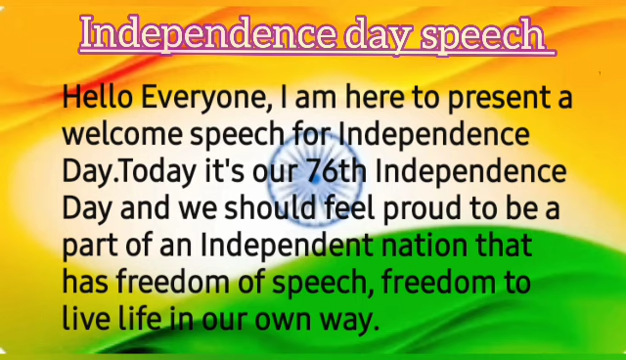 Independence day speech
Hello Everyone, I am here to present a
welcome speech for Independence
Day.Today it's our 76th Independence
Day and we should feel proud to be a
part of an Independent nation that
has freedom of speech, freedom to
live life in our own way.